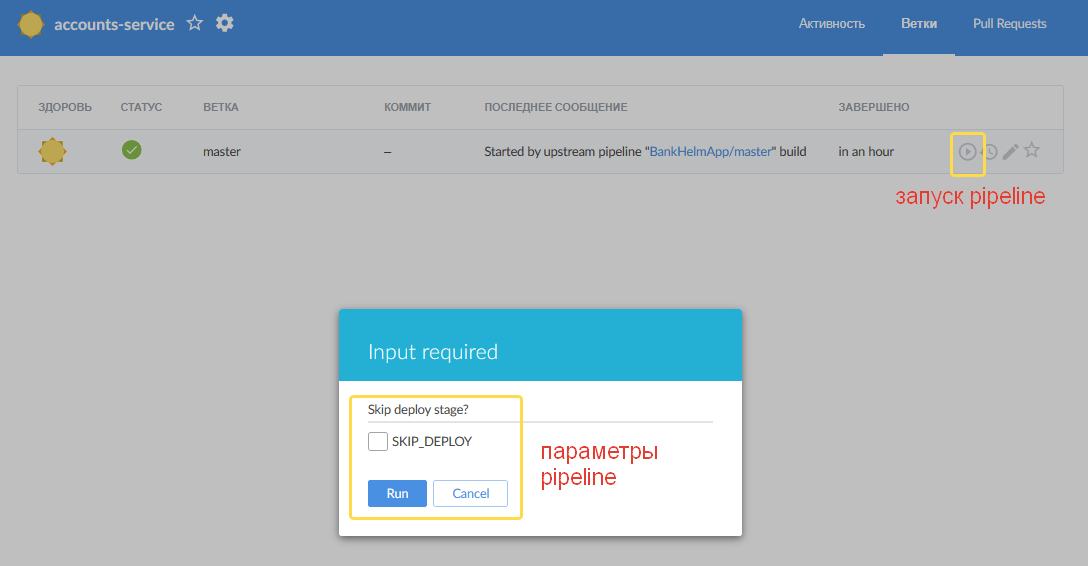 accounts-service
Активность Ветки Pull Requests
ЗДОРОВЬ СТАТУС ВЕТКА КОММИТ ПОСЛЕДНЕЕ СООБЩЕНИЕ ЗАВЕРШЕНО
master – Started by upstream pipeline "BankHelmApp/master" build in an hour
запуск pipeline
Input required
Skip deploy stage?
SKIP_DEPLOY
параметры
pipeline
Run Cancel